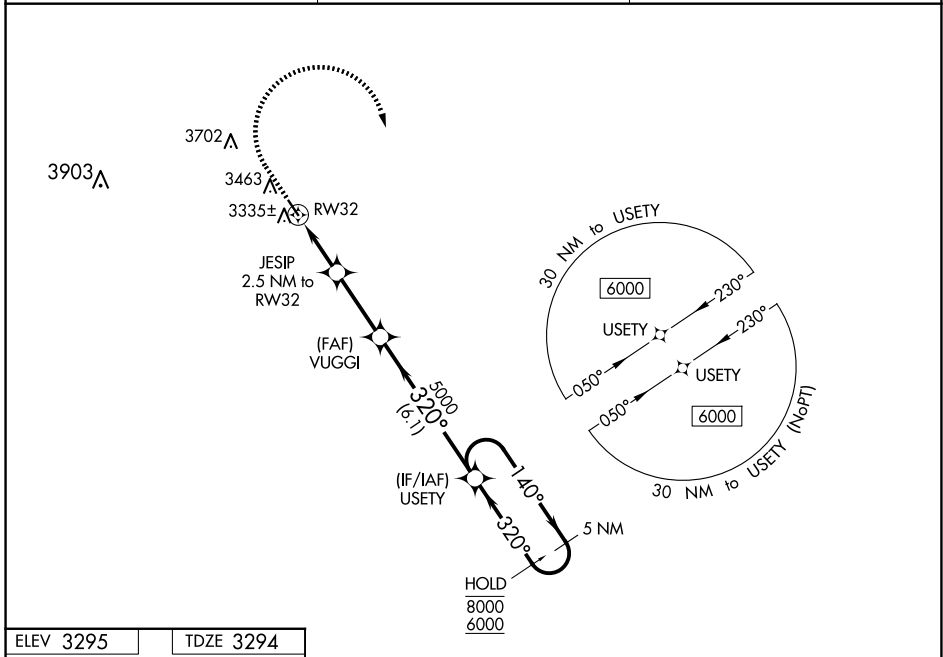 3702
3903
3463
3335±
RW32
JESIP
2.5 NM to
RW32
(FAF)
VUGGI
5000
320°
(6.1)
(IF/IAF)
USETY
140°
320°
5 NM
HOLD
8000
6000
30 NM to USETY
6000
230°
USETY
050°
230°
USETY
050°
6000
30 NM to USETY (NoPT)
ELEV 3295
TDZE 3294